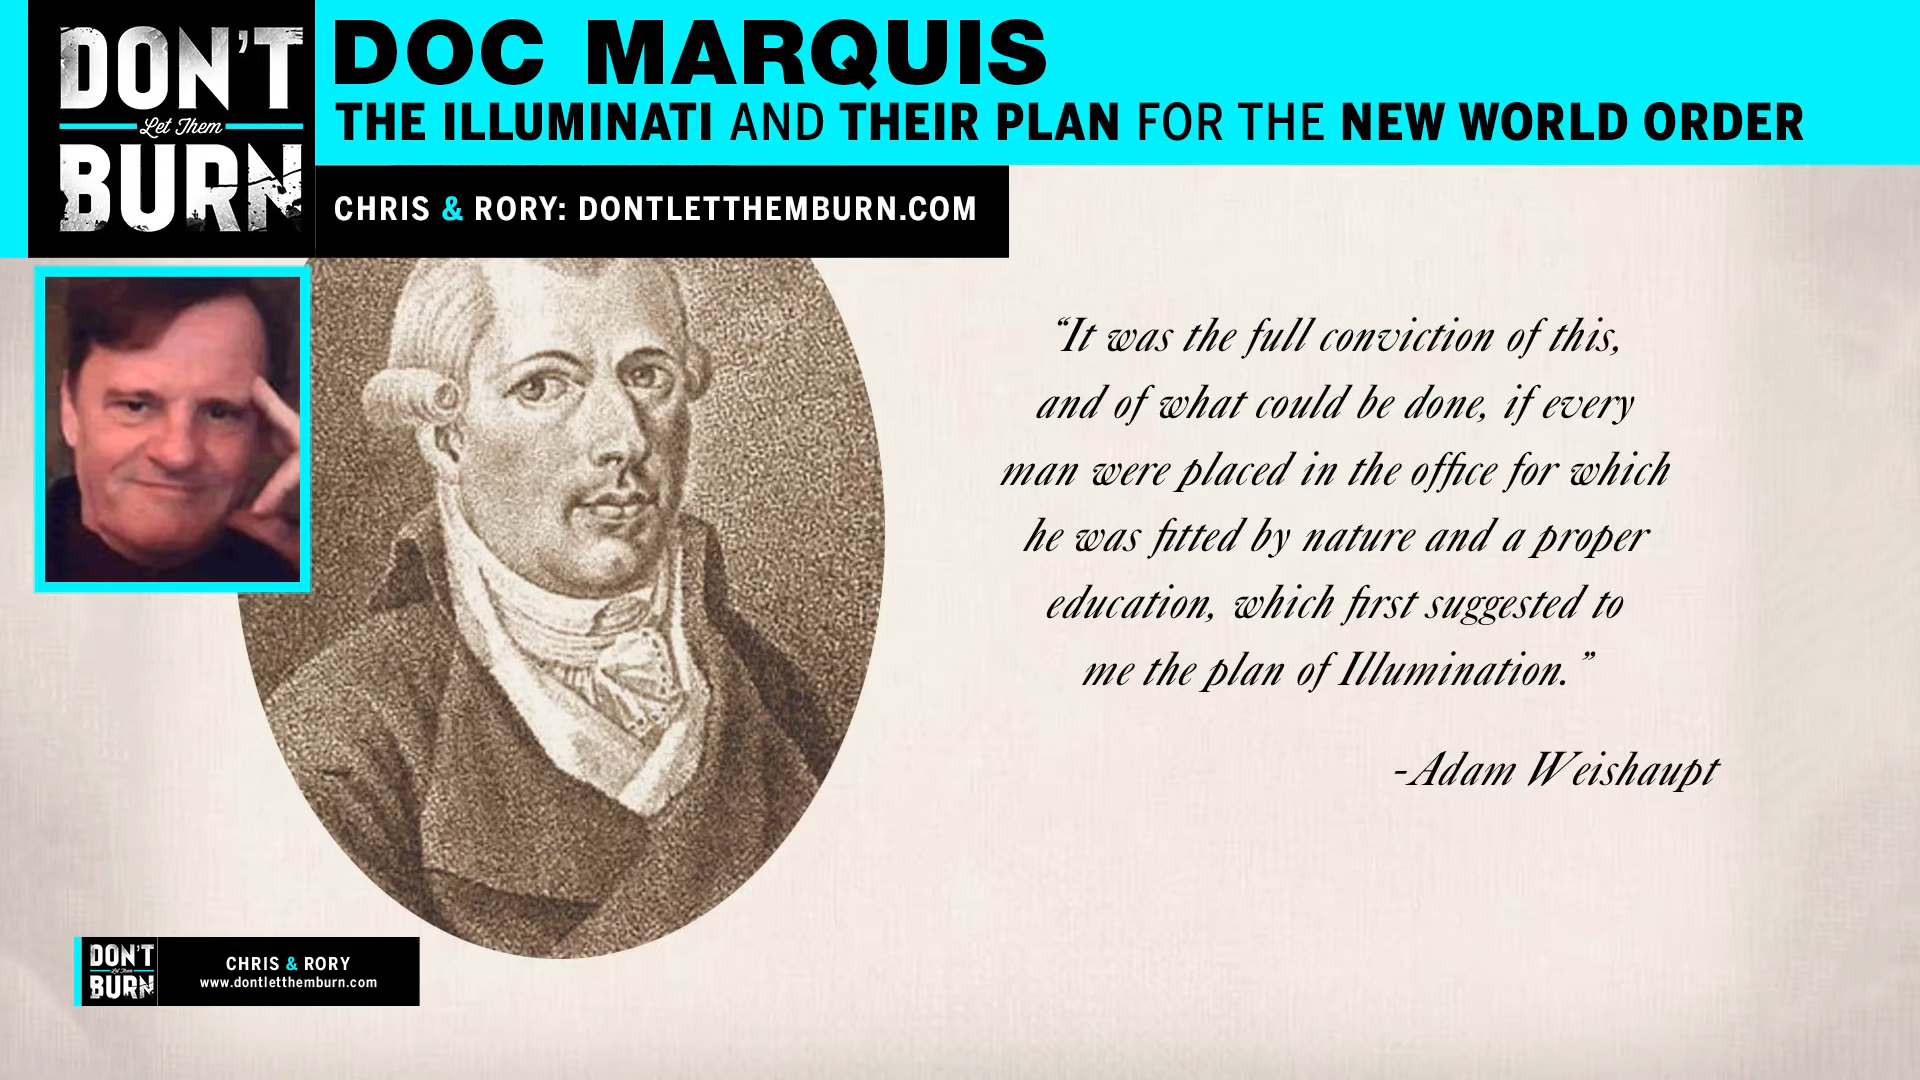 DON'T
Let Them
BURN
DOC MARQUIS
THE ILLUMINATI AND THEIR PLAN FOR THE NEW WORLD ORDER
CHRIS & RORY: DONTLETTHEMBURN.COM
“It was the full conviction of this,
and of what could be done, if every
man were placed in the office for which
he was fitted by nature and a proper
education, which first suggested to
me the plan of Illumination.”
-Adam Weishaupt
DON'T
Let Them
BURN
CHRIS & RORY
www.dontletthemburn.com